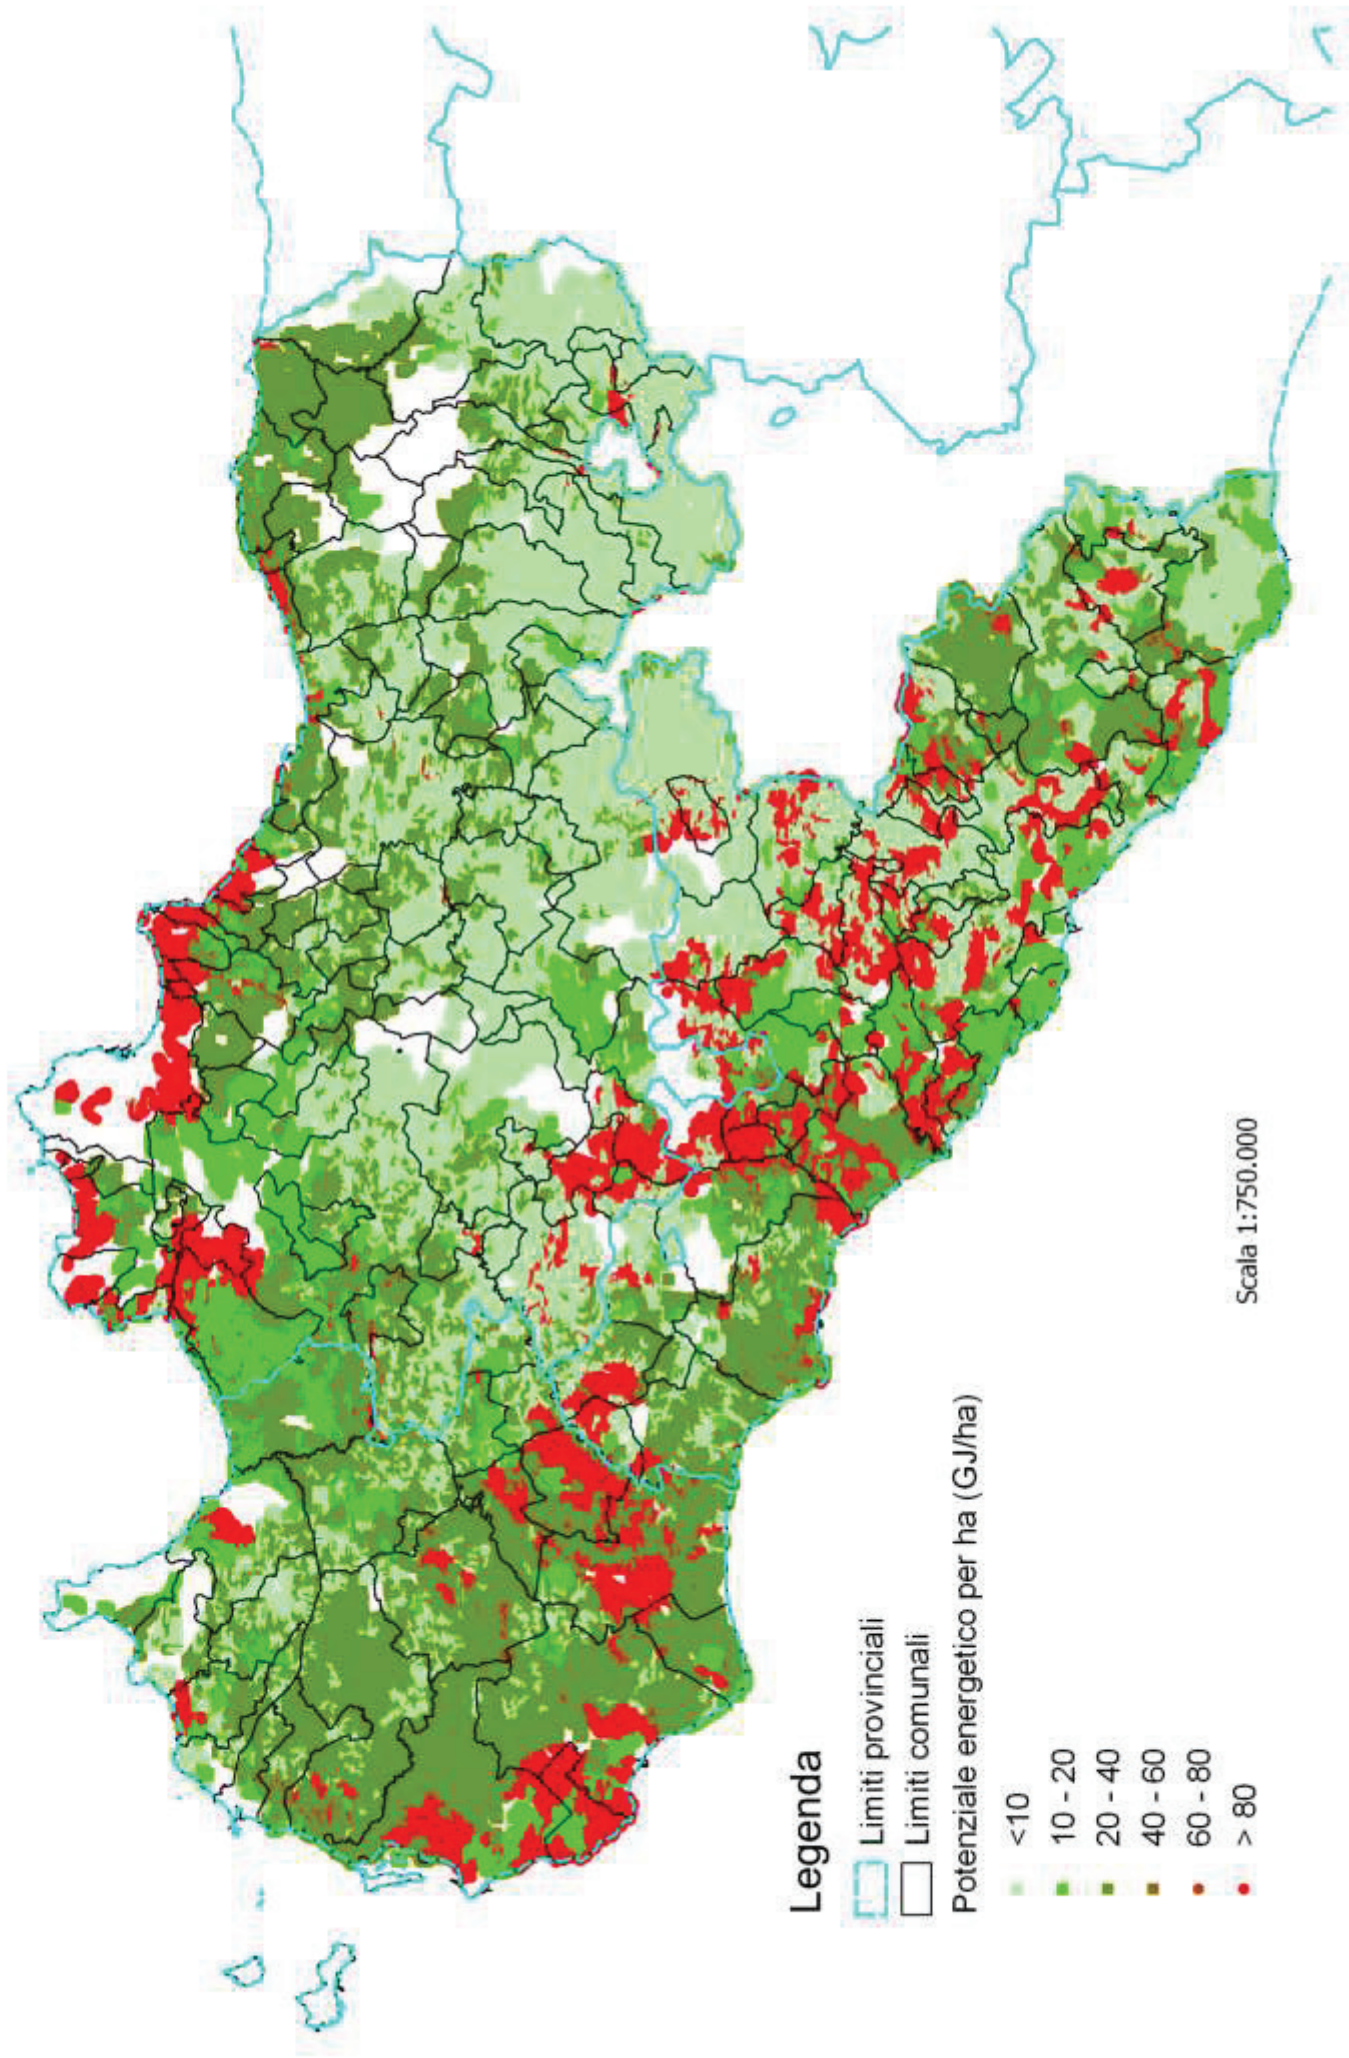 Legenda
Limiti provinciali
Limiti comunali
Potenziale energetico per ha (GJ/ha)
<10
10 - 20
20 - 40
40 - 60
60 - 80
> 80
Scala 1:750.000